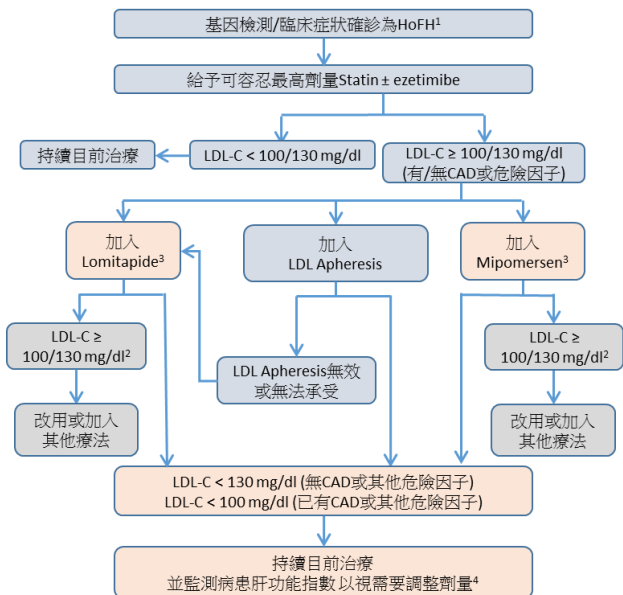 基因檢測/臨床症狀確診為HoFH1
給予可容忍最高劑量Statin ± ezetimibe
持續目前治療
LDL-C < 100/130 mg/dl
LDL-C ≥ 100/130 mg/dl
(有/無CAD或危險因子)
加入
Lomitapide3
加入
LDL Apheresis
加入
Mipomersen3
LDL-C ≥
100/130 mg/dl2
LDL Apheresis無效
或無法承受
LDL-C ≥
100/130 mg/dl2
改用或加入
其他療法
改用或加入
其他療法
LDL-C < 130 mg/dl (無CAD或其他危險因子)
LDL-C < 100 mg/dl (已有CAD或其他危險因子)
持續目前治療
並監測病患肝功能指數以視需要調整劑量4